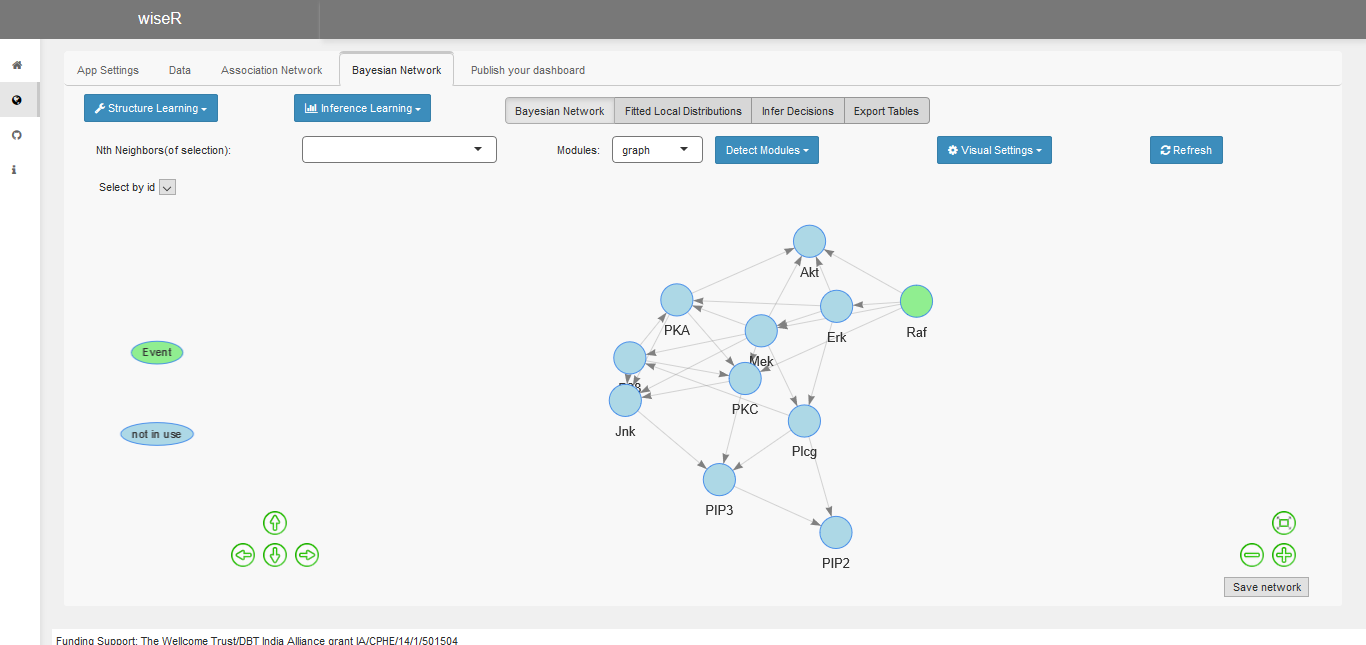 wiseR
App Settings Data Association Network Bayesian Network Publish your dashboard
Structure Learning Inference Learning Bayesian Network Fitted Local Distributions Infer Decisions Export Tables
Nth Neighbors(of selection): Modules: graph Detect Modules Visual Settings Refresh
Select by id
Akt
PKA
Raf
Erk
Event
Mek
PKC
Jnk
not in use
Plcg
PIP3
PIP2
Save network
Funding Support: The Wellcome Trust/DBT India Alliance grant IA/CPHE/14/1/501504